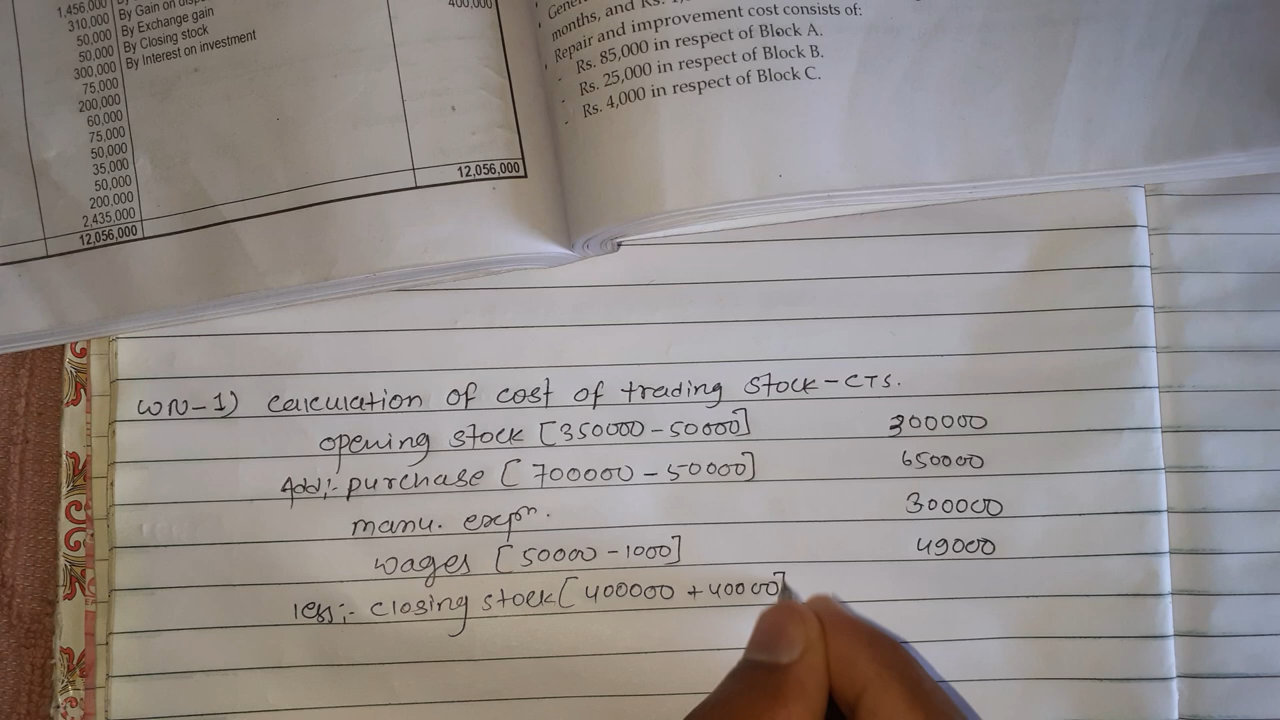 1,456,000
310,000 By Gain on
50,000 By Exchange gain
50,000 By Closing stock
300,000 By Interest on investment
75,000
200,000
60,000
75,000
50,000
35,000
50,000
200,000
2,435,000
12,056,000
400,000
12,056,000
months, and Rs.
Repair and improvement cost consists of:
- Rs. 85,000 in respect of Block A.
- Rs. 25,000 in respect of Block B.
- Rs. 4,000 in respect of Block C.
WN-1) Calculation of cost of trading stock-CTS.
opening stock [350000-50000] 300000
Add;- purchase [700000-50000] 650000
manu. expn. 300000
wages [50000-1000] 49000
less;- closing stock [400000+40000]